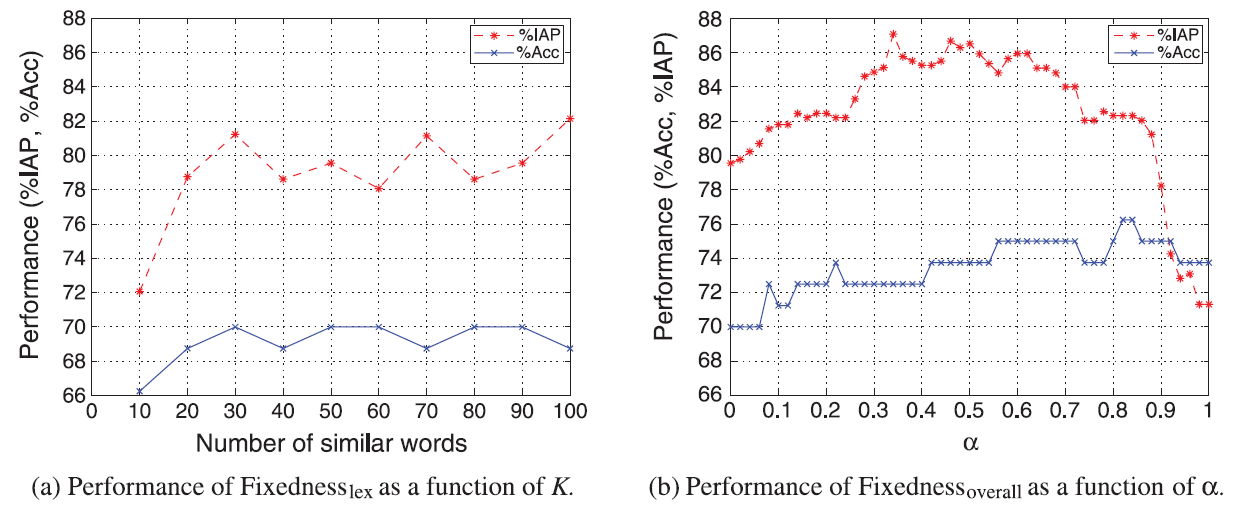 88
86
84
82
80
78
76
74
72
70
68
66
Performance (%IAP, %Acc)
%IAP
%Acc
0 10 20 30 40 50 60 70 80 90 100
Number of similar words
(a) Performance of Fixednesslex as a function of K.
88
86
84
82
80
78
76
74
72
70
68
66
Performance (%Acc, %IAP)
%IAP
%Acc
0 0.1 0.2 0.3 0.4 0.5 0.6 0.7 0.8 0.9 1
α
(b) Performance of Fixednessoverall as a function of α.